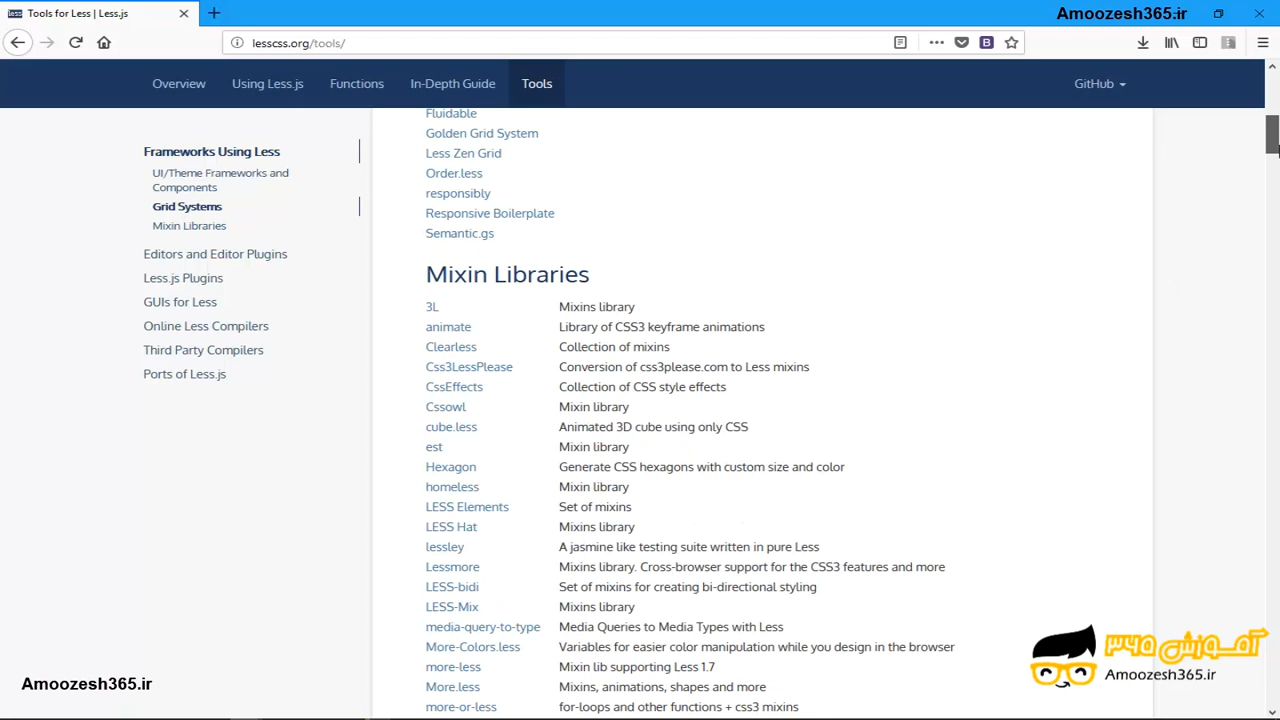 Tools for Less | Less.js
Amoozesh365.ir
lesscss.org/tools/
Overview
Using Less.js
Functions
In-Depth Guide
Tools
GitHub
Frameworks Using Less
UI/Theme Frameworks and
Components
Grid Systems
Mixin Libraries
Editors and Editor Plugins
Less.js Plugins
GUIs for Less
Online Less Compilers
Third Party Compilers
Ports of Less.js
Fluidable
Golden Grid System
Less Zen Grid
Order.less
responsibly
Responsive Boilerplate
Semantic.gs
Mixin Libraries
3L Mixins library
animate Library of CSS3 keyframe animations
Clearless Collection of mixins
Css3LessPlease Conversion of css3please.com to Less mixins
CssEffects Collection of CSS style effects
Cssowl Mixin library
cube.less Animated 3D cube using only CSS
est Mixin library
Hexagon Generate CSS hexagons with custom size and color
homeless Mixin library
LESS Elements Set of mixins
LESS Hat Mixins library
lessley A jasmine like testing suite written in pure Less
Lessmore Mixins library. Cross-browser support for the CSS3 features and more
LESS-bidi Set of mixins for creating bi-directional styling
LESS-Mix Mixins library
media-query-to-type Media Queries to Media Types with Less
More-Colors.less Variables for easier color manipulation while you design in the browser
more-less Mixin lib supporting Less 1.7
More.less Mixins, animations, shapes and more
more-or-less for-loops and other functions + css3 mixins
آموزش ۳۶۵
Amoozesh365.ir
Amoozesh365.ir